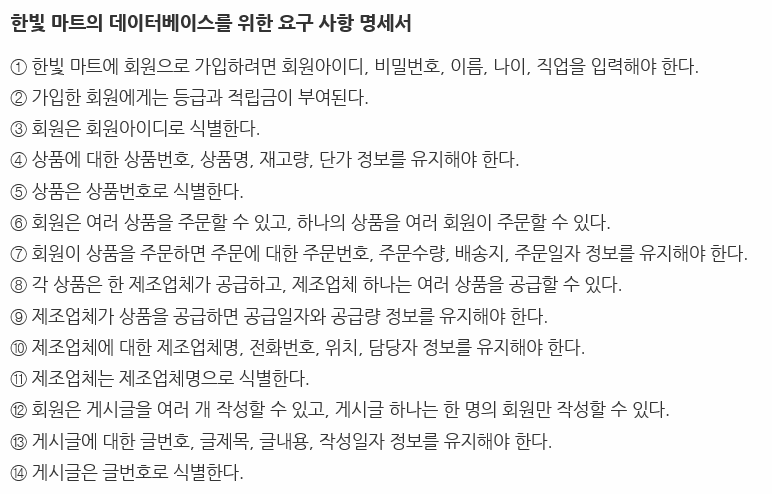 한빛 마트의 데이터베이스를 위한 요구 사항 명세서
① 한빛 마트에 회원으로 가입하려면 회원아이디, 비밀번호, 이름, 나이, 직업을 입력해야 한다.
② 가입한 회원에게는 등급과 적립금이 부여된다.
③ 회원은 회원아이디로 식별한다.
④ 상품에 대한 상품번호, 상품명, 재고량, 단가 정보를 유지해야 한다.
⑤ 상품은 상품번호로 식별한다.
⑥ 회원은 여러 상품을 주문할 수 있고, 하나의 상품을 여러 회원이 주문할 수 있다.
⑦ 회원이 상품을 주문하면 주문에 대한 주문번호, 주문수량, 배송지, 주문일자 정보를 유지해야 한다.
⑧ 각 상품은 한 제조업체가 공급하고, 제조업체 하나는 여러 상품을 공급할 수 있다.
⑨ 제조업체가 상품을 공급하면 공급일자와 공급량 정보를 유지해야 한다.
⑩ 제조업체에 대한 제조업체명, 전화번호, 위치, 담당자 정보를 유지해야 한다.
⑪ 제조업체는 제조업체명으로 식별한다.
⑫ 회원은 게시글을 여러 개 작성할 수 있고, 게시글 하나는 한 명의 회원만 작성할 수 있다.
⑬ 게시글에 대한 글번호, 글제목, 글내용, 작성일자 정보를 유지해야 한다.
⑭ 게시글은 글번호로 식별한다.